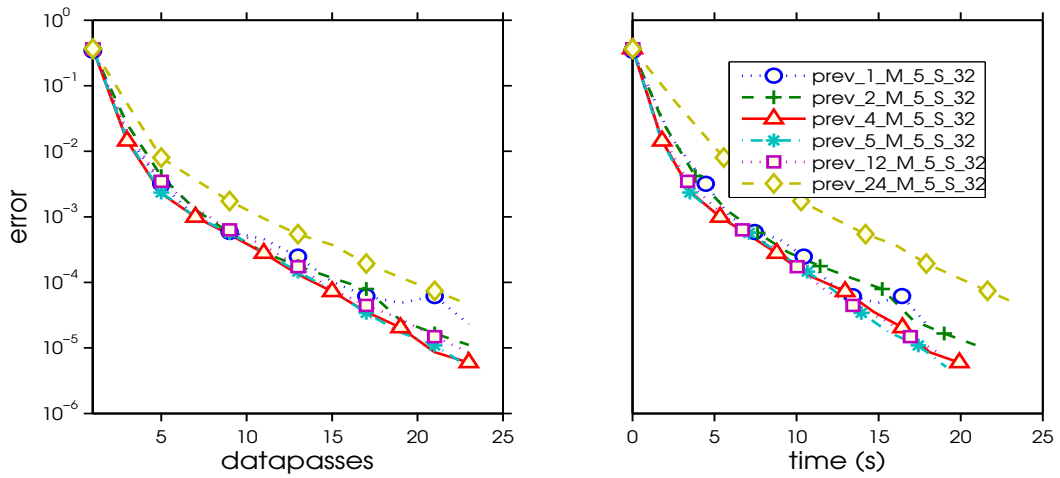 10^0
10^-1
10^-2
10^-3
10^-4
10^-5
10^-6
error
5 10 15 20 25
datapasses
prev_1_M_5_S_32
prev_2_M_5_S_32
prev_4_M_5_S_32
prev_5_M_5_S_32
prev_12_M_5_S_32
prev_24_M_5_S_32
0 5 10 15 20 25
time (s)